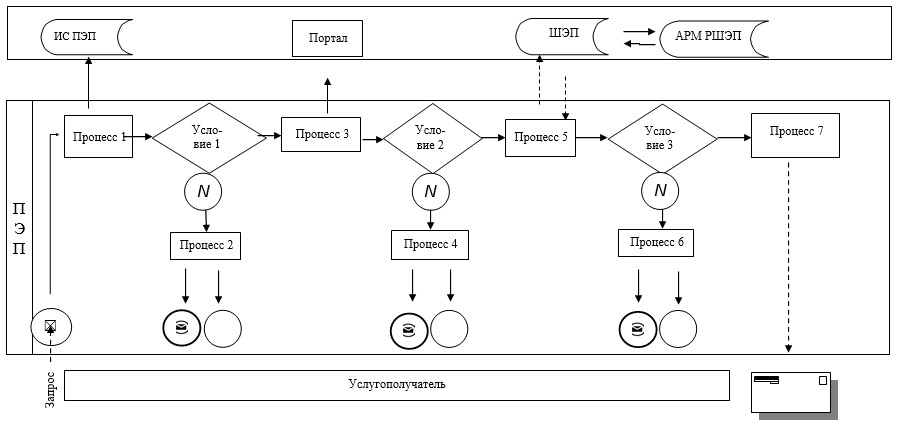 ИС ПЭП
Портал
ШЭП
АРМ РШЭП
Процесс 1
Усло-
вие 1
Процесс 3
Усло-
вие 2
Процесс 5
Усло-
вие 3
Процесс 7
N
N
N
П
Э
П
Процесс 2
Процесс 4
Процесс 6
Запрос
Услугополучатель